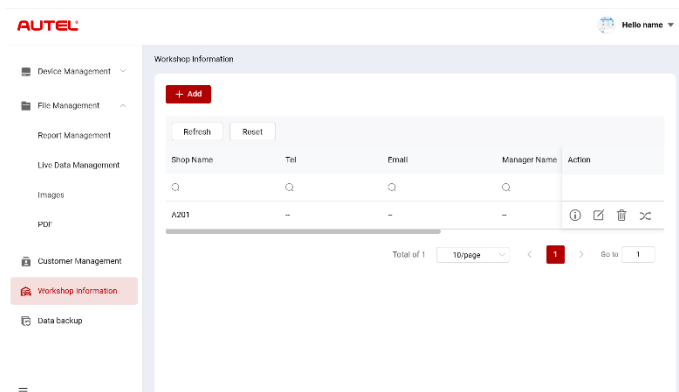 AUTEL
Hello name
Device Management
File Management
Report Management
Live Data Management
Images
PDF
Customer Management
Workshop Information
Data backup
Workshop Information
+ Add
Refresh Reset
Shop Name Tel Email Manager Name Action
A201 -- -- --
Total of 1 10/page < 1 > Go to 1